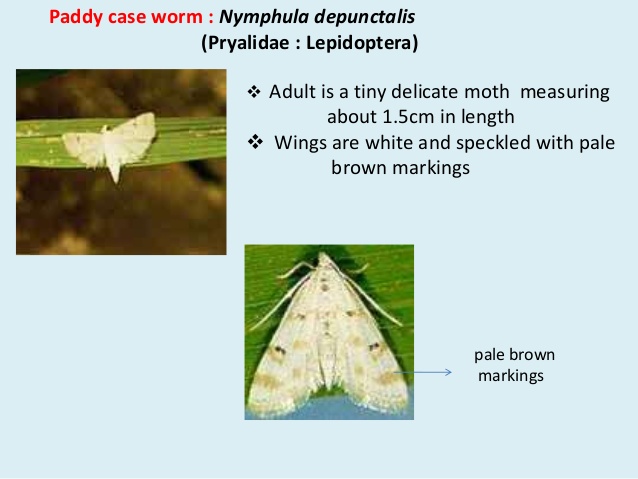 Paddy case worm : Nymphula depunctalis
(Pryalidae : Lepidoptera)
❖ Adult is a tiny delicate moth measuring
about 1.5cm in length
❖ Wings are white and speckled with pale
brown markings
pale brown
markings